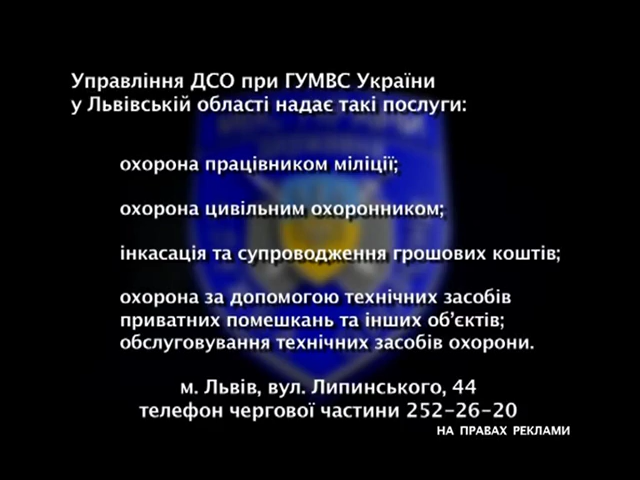 Управління ДСО при ГУМВС України
у Львівській області надає такі послуги:
охорона працівником міліції;
охорона цивільним охоронником;
інкасація та супроводження грошових коштів;
охорона за допомогою технічних засобів
приватних помешкань та інших об’єктів;
обслуговування технічних засобів охорони.
м. Львів, вул. Липинського, 44
телефон чергової частини 252-26-20
НА ПРАВАХ РЕКЛАМИ